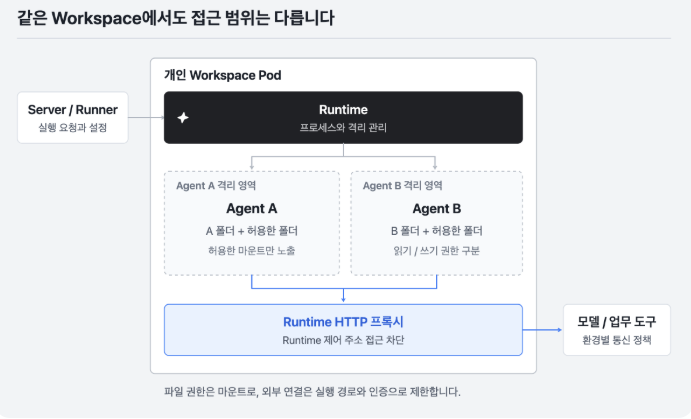 같은 Workspace에서도 접근 범위는 다릅니다
개인 Workspace Pod
Server / Runner
실행 요청과 설정
Runtime
프로세스와 격리 관리
Agent A 격리 영역
Agent A
A 폴더 + 허용한 폴더
허용한 마운트만 노출
Agent B 격리 영역
Agent B
B 폴더 + 허용한 폴더
읽기 / 쓰기 권한 구분
Runtime HTTP 프록시
Runtime 제어 주소 접근 차단
모델 / 업무 도구
환경별 통신 정책
파일 권한은 마운트로, 외부 연결은 실행 경로와 인증으로 제한합니다.